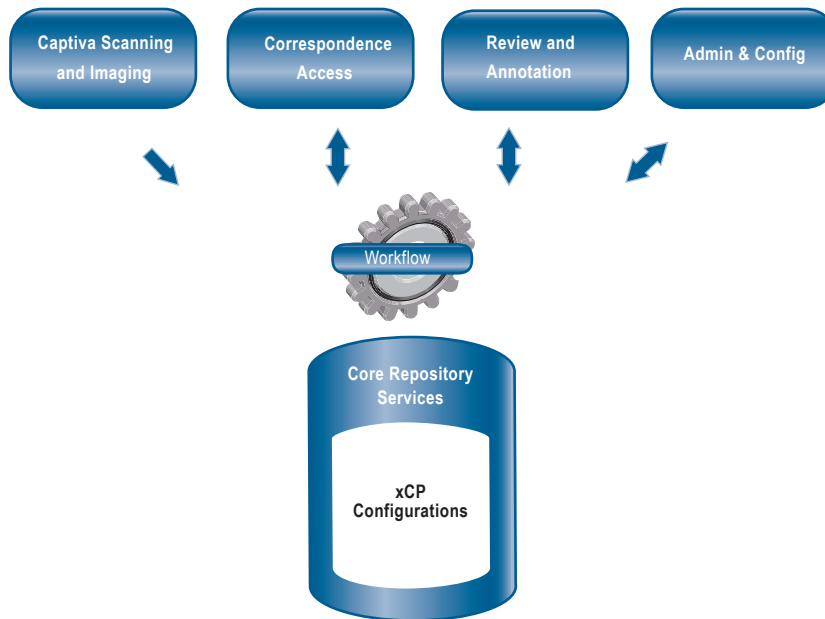 Captiva Scanning
and Imaging
Correspondence
Access
Review and
Annotation
Admin & Config
Workflow
Core Repository
Services
xCP
Configurations